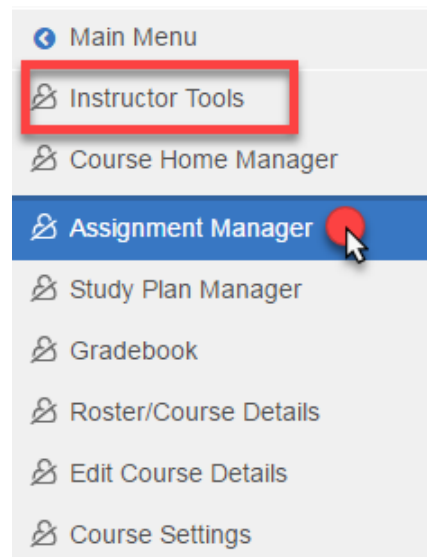 Main Menu
Instructor Tools
Course Home Manager
Assignment Manager
Study Plan Manager
Gradebook
Roster/Course Details
Edit Course Details
Course Settings